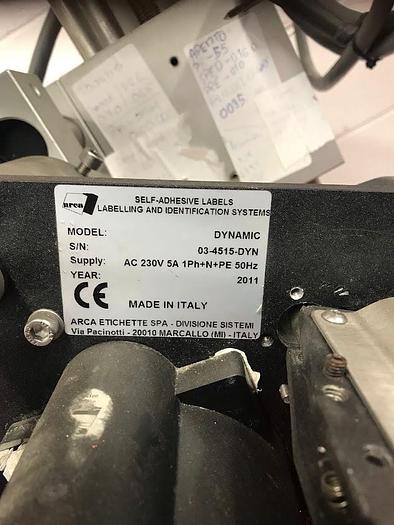 arca
SELF-ADHESIVE LABELS
LABELLING AND IDENTIFICATION SYSTEMS
MODEL: DYNAMIC
S/N: 03-4515-DYN
Supply: AC 230V 5A 1Ph+N+PE 50Hz
YEAR: 2011
CE MADE IN ITALY
ARCA ETICHETTE SPA - DIVISIONE SISTEMI
Via Pacinotti - 20010 MARCALLO (MI) - ITALY